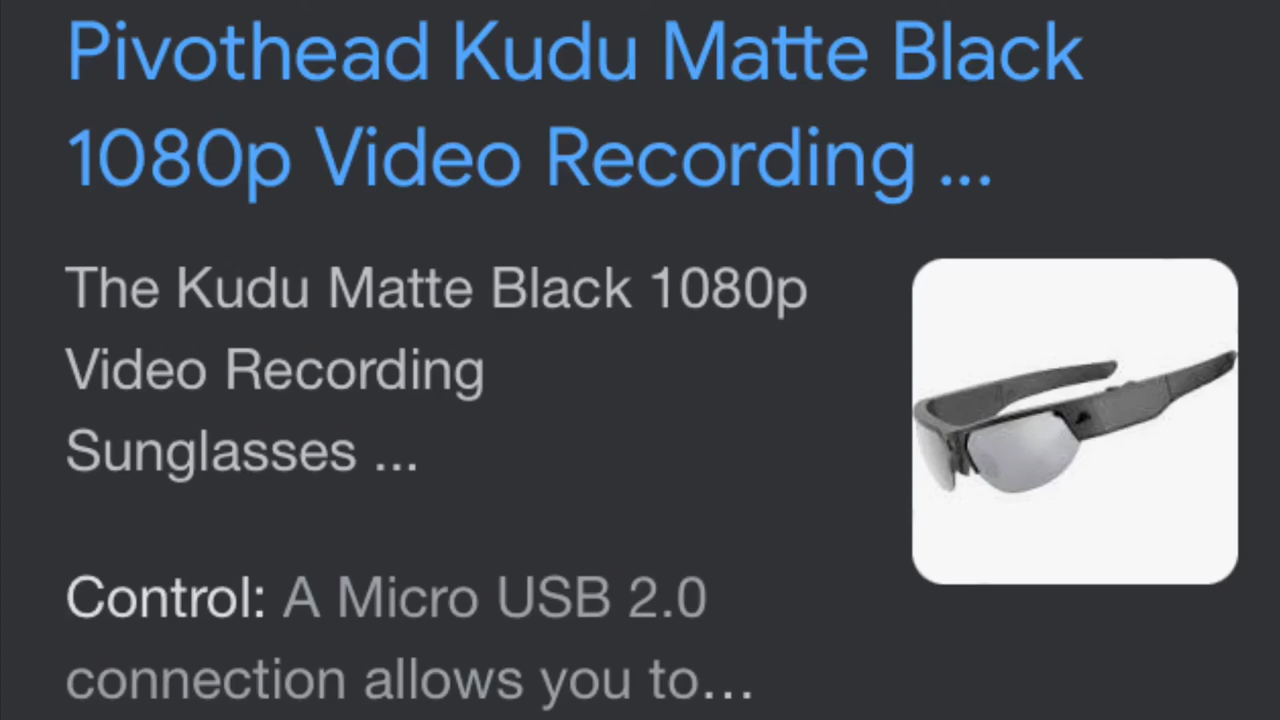 Pivothead Kudu Matte Black
1080p Video Recording ...
The Kudu Matte Black 1080p
Video Recording
Sunglasses ...
Control: A Micro USB 2.0
connection allows you to...